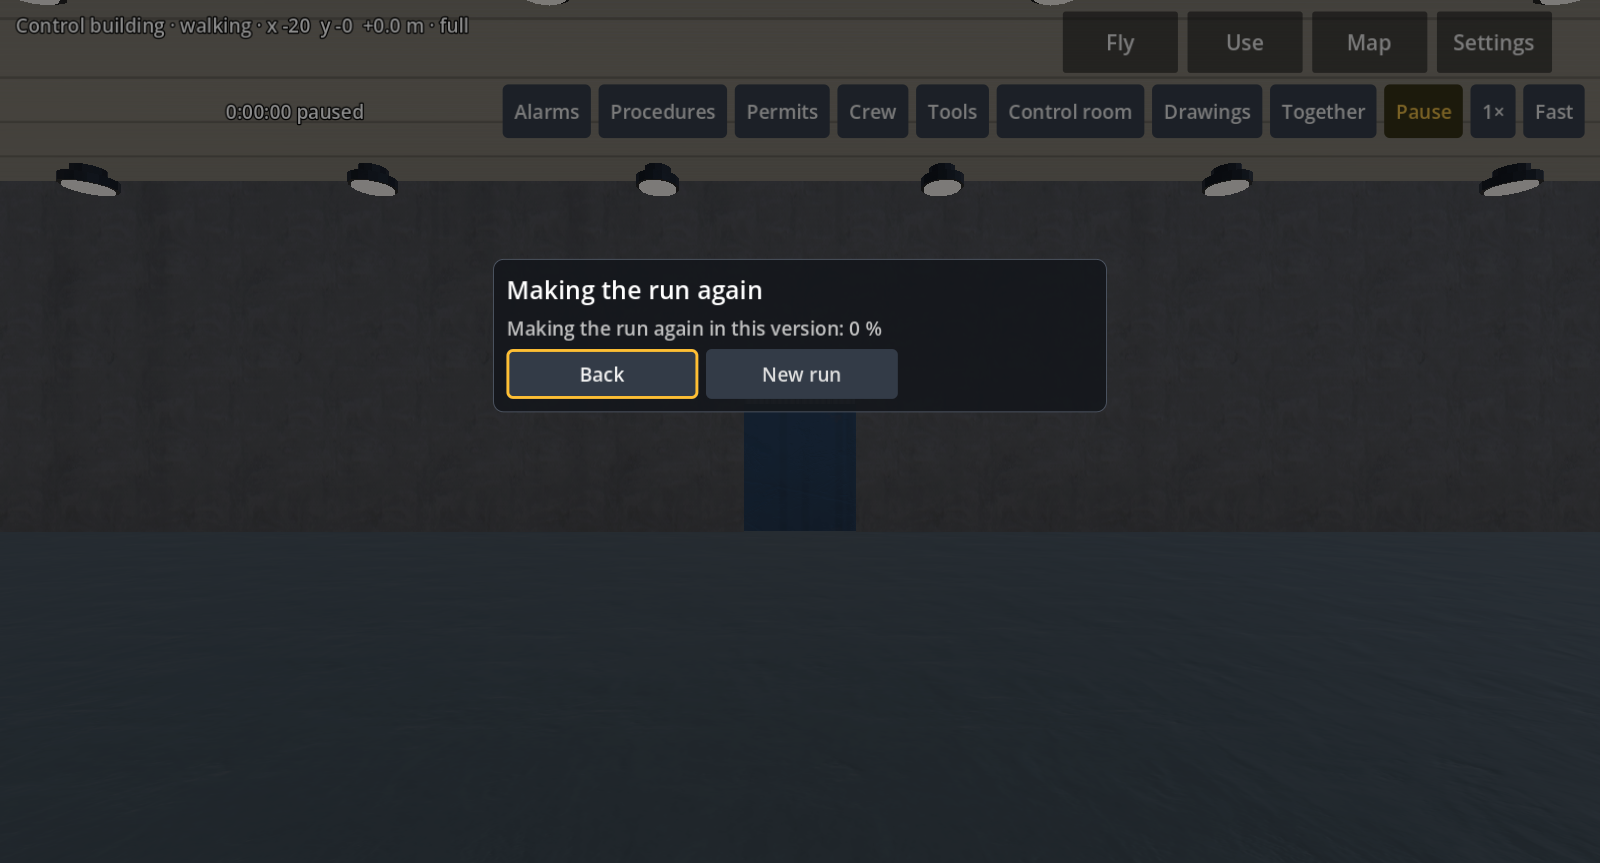 Control building · walking · x -20 y -0 +0.0 m · full
Fly Use Map Settings
0:00:00 paused
Alarms Procedures Permits Crew Tools Control room Drawings Together Pause 1× Fast
Making the run again
Making the run again in this version: 0 %
Back New run